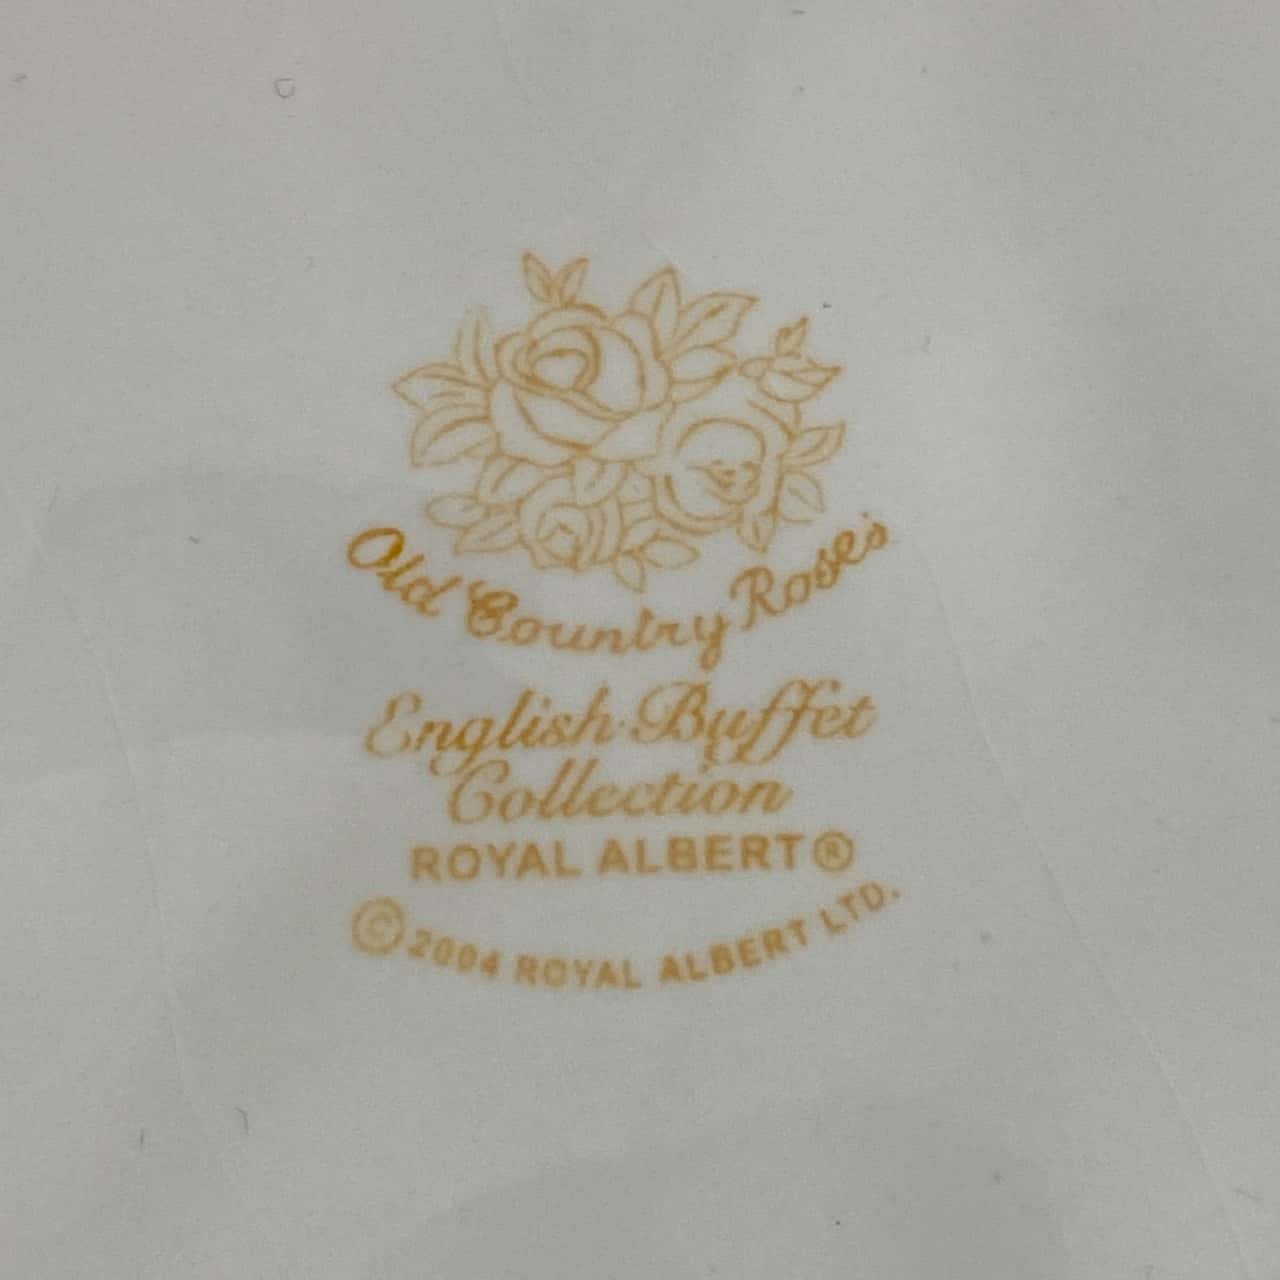 Old Country Roses
English Buffet
Collection
ROYAL ALBERT®
© 2004 ROYAL ALBERT LTD.